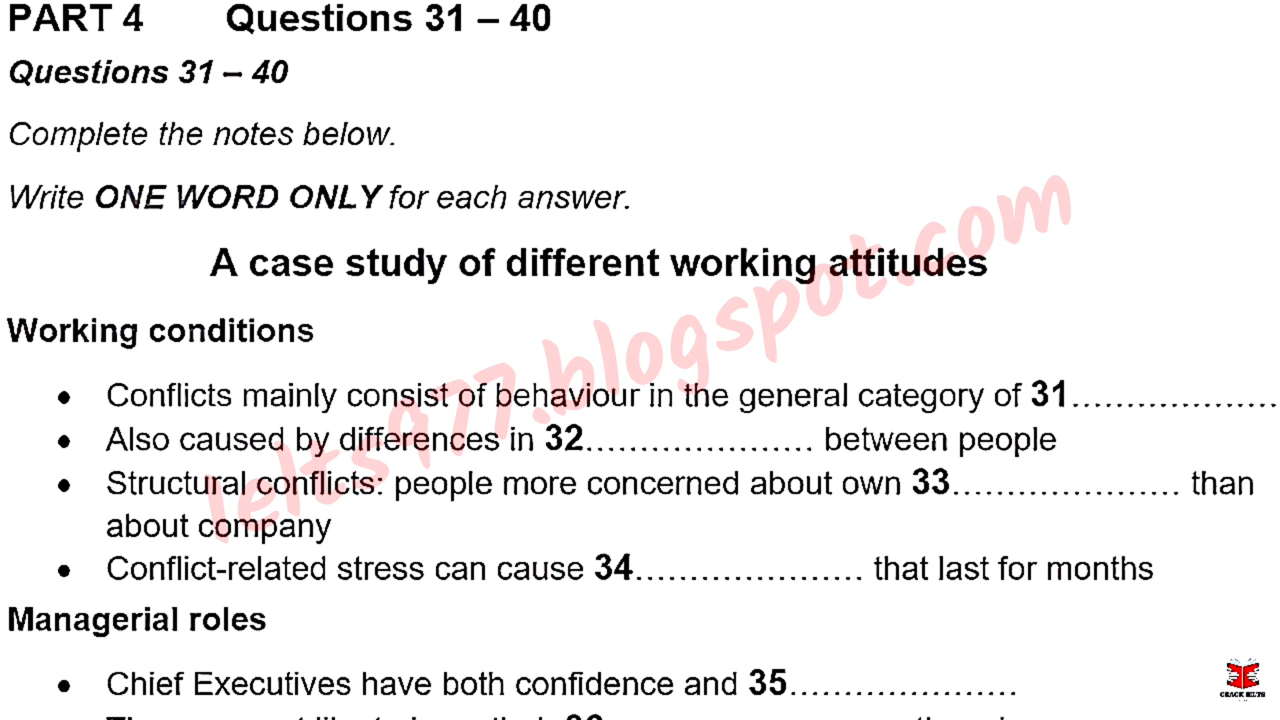 PART 4 Questions 31 – 40
Questions 31 – 40
Complete the notes below.
Write ONE WORD ONLY for each answer.
A case study of different working attitudes
Working conditions
• Conflicts mainly consist of behaviour in the general category of 31...................
• Also caused by differences in 32..................... between people
• Structural conflicts: people more concerned about own 33..................... than
about company
• Conflict-related stress can cause 34..................... that last for months
Managerial roles
• Chief Executives have both confidence and 35.....................
Ielts977.blogspot.com
CRACK IELTS